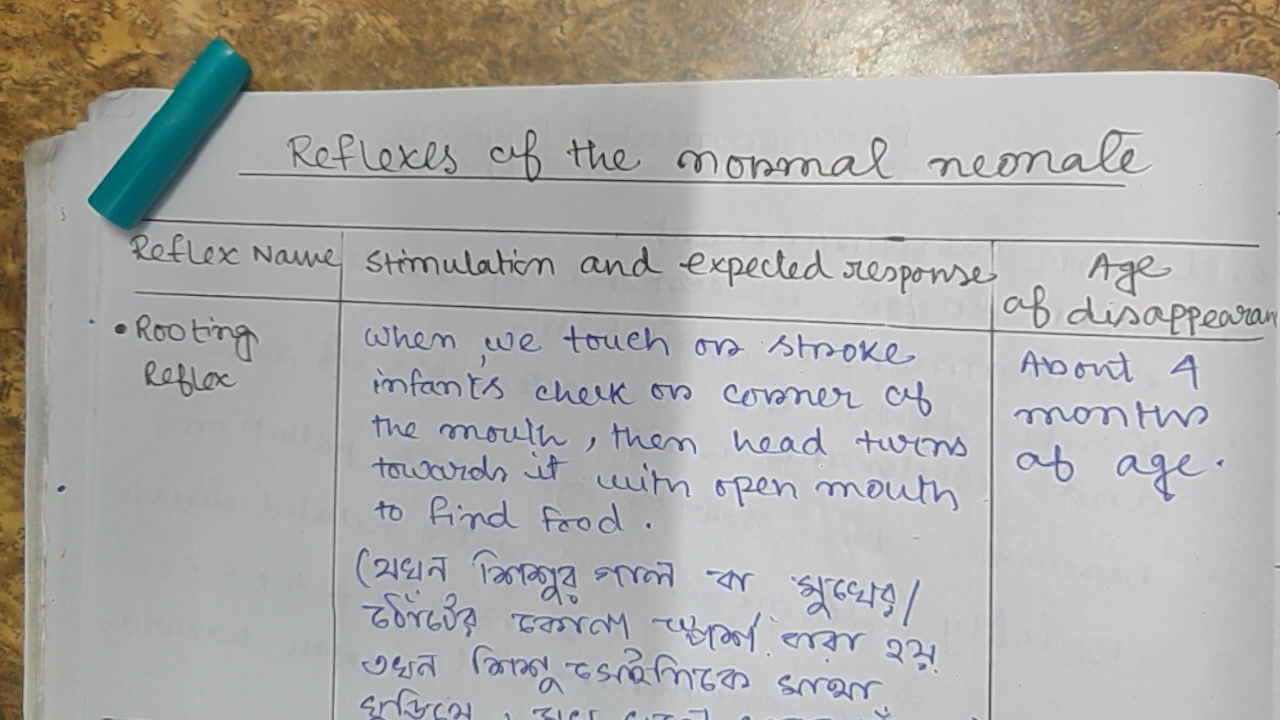 Reflexes of the normal neonate
Reflex Name
stimulation and expected response
Age
of disappearan
• Rooting
Reflex
when we touch or stroke
infant's cheek or corner of
the mouth, then head turns
towards it with open mouth
to find food.
(যখন শিশুর গালে বা মুখের/
ঠোঁটের কোণে স্পর্শ করা হয়
তখন শিশু সেইদিকে মাথা
ঘুরিয়ে,
About 4
months
of age.